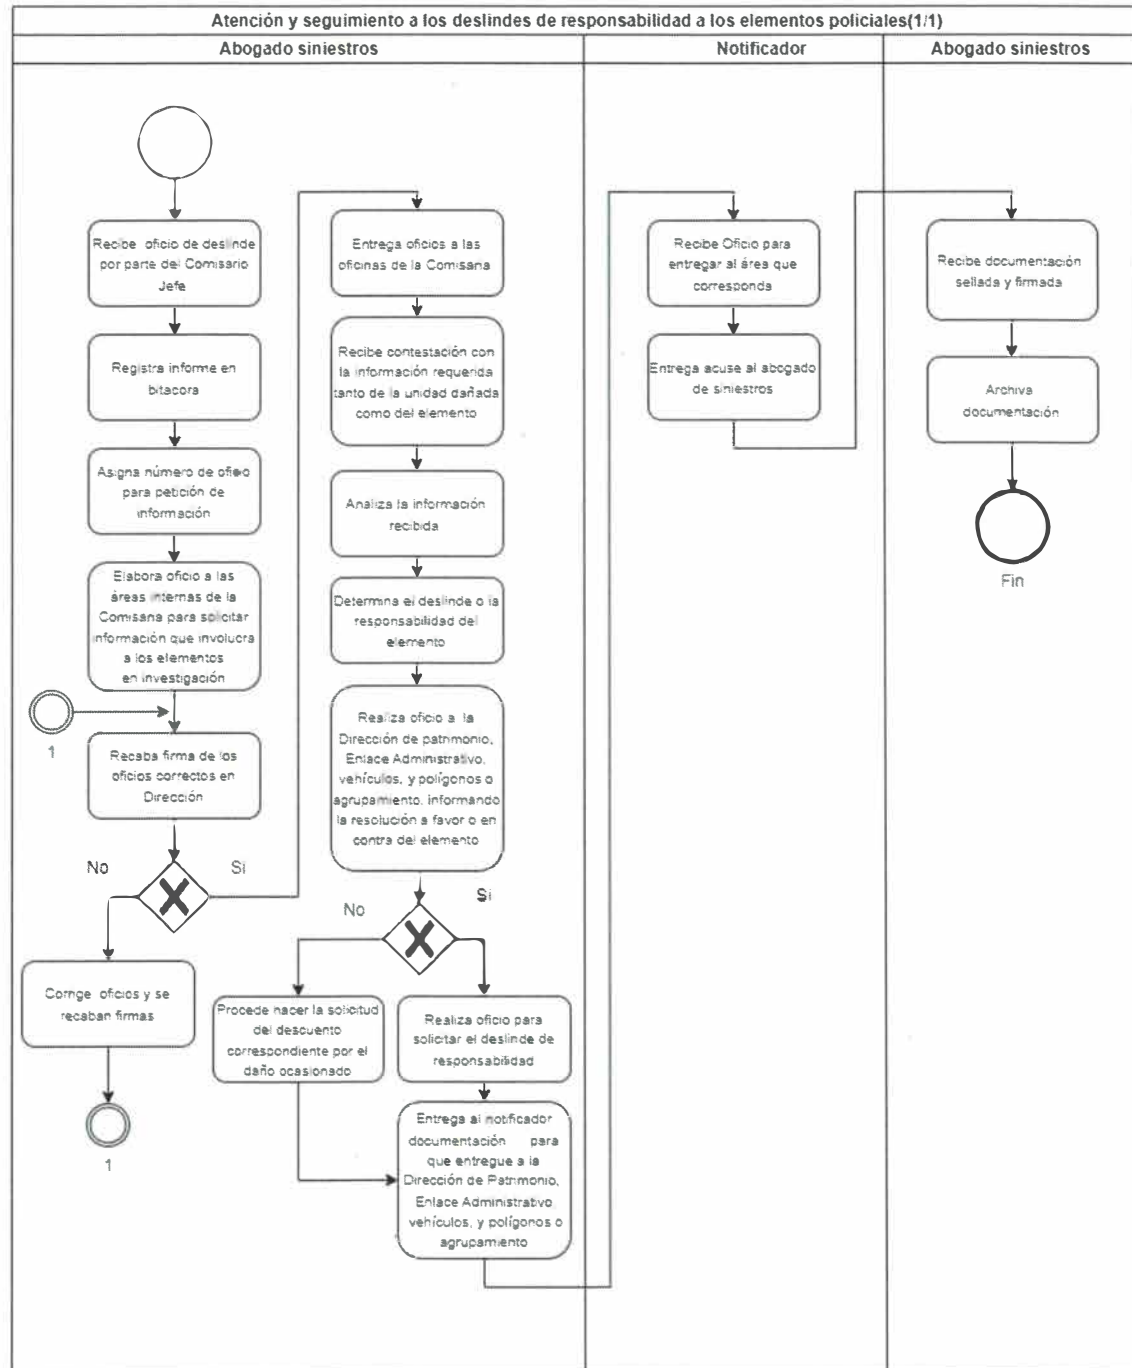 Atención y seguimiento a los deslindes de responsabilidad a los elementos policiales(1/1)
Abogado siniestros
Notificador
Abogado siniestros
Recibe oficio de deslinde
por parte del Comisario
Jefe
Registra informe en
bitacora
Asigna número de oficio
para petición de
información
Elabora oficio a las
áreas internas de la
Comisaria para solicitar
información que involucra
a los elementos
en investigación
1
Recaba firma de los
oficios correctos en
Dirección
No
Si
Corrige oficios y se
recaban firmas
1
Entrega oficios a las
oficinas de la Comisaria
Recibe contestación con
la información requerida
tanto de la unidad dañada
como del elemento
Analiza la información
recibida
Determina el deslinde o la
responsabilidad del
elemento
Realiza oficio a la
Dirección de patrimonio,
Enlace Administrativo,
vehículos, y polígonos o
agrupamiento, informando
la resolución a favor o en
contra del elemento
No
Si
Procede hacer la solicitud
del descuento
correspondiente por el
daño ocasionado
Realiza oficio para
solicitar el deslinde de
responsabilidad
Entrega al notificador
documentación para
que entregue a la
Dirección de Patrimonio,
Enlace Administrativo,
vehículos, y polígonos o
agrupamiento
Recibe Oficio para
entregar al área que
corresponda
Entrega acuse al abogado
de siniestros
Recibe documentación
sellada y firmada
Archiva
documentación
Fin